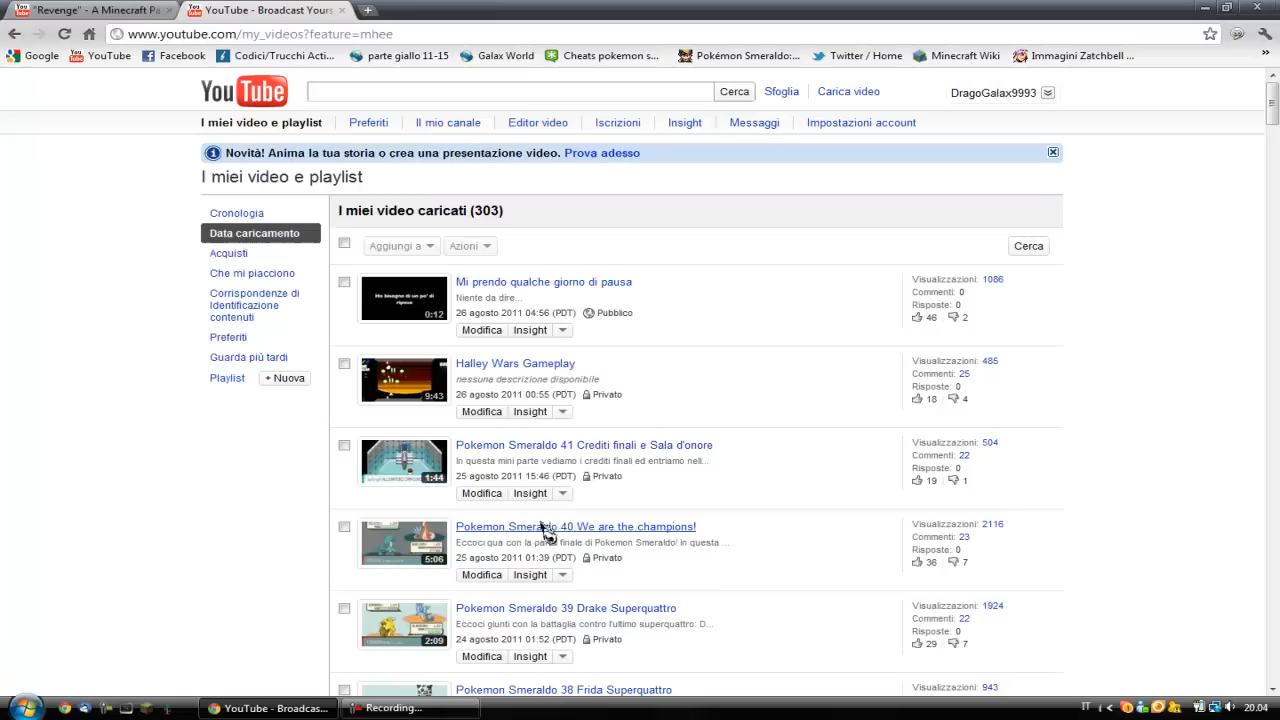 "Revenge" - A Minecraft Pa
YouTube - Broadcast Yours
www.youtube.com/my_videos?feature=mhee
Google
YouTube
Facebook
Codici/Trucchi Acti...
parte giallo 11-15
Galax World
Cheats pokemon s...
Pokémon Smeraldo:...
Twitter / Home
Minecraft Wiki
Immagini Zatchbell ...
YouTube
Cerca
Sfoglia
Carica video
DragoGalax9993
I miei video e playlist
Preferiti
Il mio canale
Editor video
Iscrizioni
Insight
Messaggi
Impostazioni account
Novità! Anima la tua storia o crea una presentazione video. Prova adesso
I miei video e playlist
Cronologia
Data caricamento
Acquisti
Che mi piacciono
Corrispondenze di
Identificazione
contenuti
Preferiti
Guarda più tardi
Playlist
+ Nuova
I miei video caricati (303)
Aggiungi a
Azioni
Cerca
Ho bisogno di un po' di
riposo
0:12
Mi prendo qualche giorno di pausa
Niente da dire...
26 agosto 2011 04:56 (PDT) Pubblico
Modifica Insight
Visualizzazioni: 1086
Commenti: 0
Risposte: 0
46 2
9:43
Halley Wars Gameplay
nessuna descrizione disponibile
26 agosto 2011 00:55 (PDT) Privato
Modifica Insight
Visualizzazioni: 485
Commenti: 25
Risposte: 0
18 4
1:44
Pokemon Smeraldo 41 Crediti finali e Sala d'onore
In questa mini parte vediamo i crediti finali ed entriamo nell...
25 agosto 2011 15:46 (PDT) Privato
Modifica Insight
Visualizzazioni: 504
Commenti: 22
Risposte: 0
19 1
5:06
Pokemon Smeraldo 40 We are the champions!
Eccoci qua con la parte finale di Pokemon Smeraldo! In questa ...
25 agosto 2011 01:39 (PDT) Privato
Modifica Insight
Visualizzazioni: 2116
Commenti: 23
Risposte: 0
36 7
2:09
Pokemon Smeraldo 39 Drake Superquattro
Eccoci giunti con la battaglia contro l'ultimo superquattro: D...
24 agosto 2011 01:52 (PDT) Privato
Modifica Insight
Visualizzazioni: 1924
Commenti: 22
Risposte: 0
29 7
Pokemon Smeraldo 38 Frida Superquattro
Visualizzazioni: 943
YouTube - Broadcas...
Recording...
IT
20.04